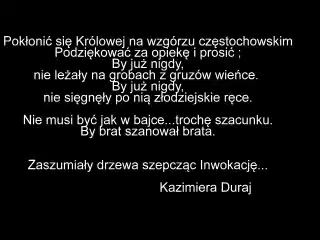 Pokłonić się Królowej na wzgórzu częstochowskim
Podziękować za opiekę i prosić ;
By już nigdy,
nie leżały na grobach z gruzów wieńce.
By już nigdy,
nie sięgnęły po nią złodziejskie ręce.
Nie musi być jak w bajce...trochę szacunku.
By brat szanował brata.
Zaszumiały drzewa szepcząc Inwokację...
Kazimiera Duraj